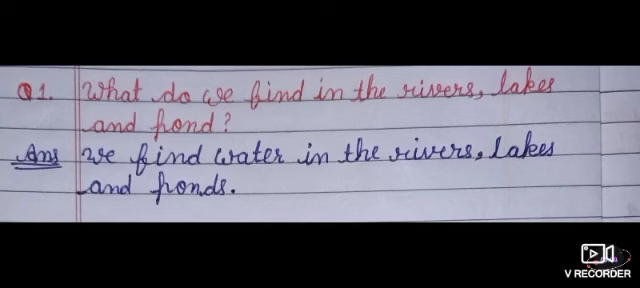 Q1. What do we find in the rivers, lakes
and pond?
Ans we find water in the rivers, lakes
and ponds.
V RECORDER